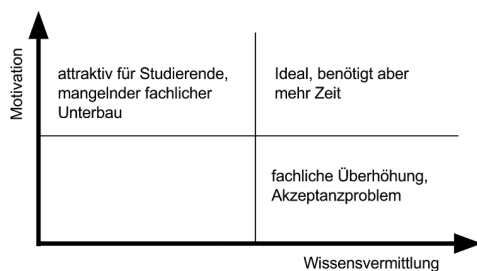 Motivation
attraktiv für Studierende,
mangelnder fachlicher
Unterbau
Ideal, benötigt aber
mehr Zeit
fachliche Überhöhung,
Akzeptanzproblem
Wissensvermittlung